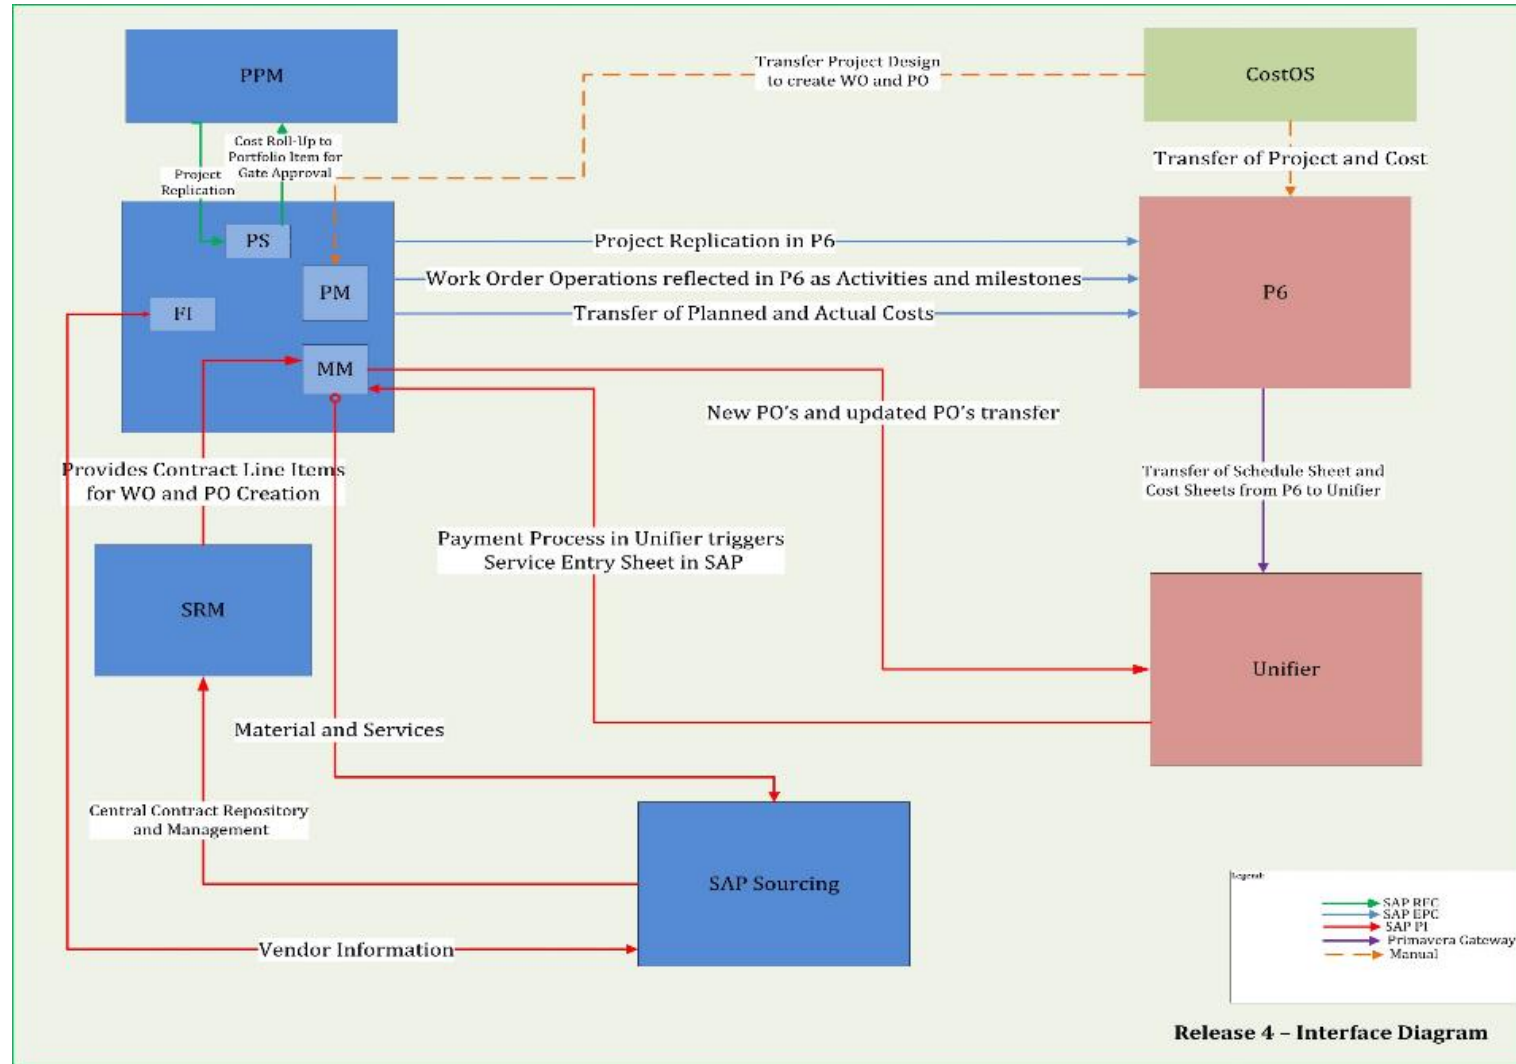 PPM
Transfer Project Design
to create WO and PO
CostOS
Cost Roll-Up to
Portfolio Item for
Gate Approval
Project
Replication
Transfer of Project and Cost
PS
Project Replication in P6
PM
Work Order Operations reflected in P6 as Activities and milestones
P6
FI
Transfer of Planned and Actual Costs
MM
New PO's and updated PO's transfer
Provides Contract Line Items
for WO and PO Creation
Transfer of Schedule Sheet and
Cost Sheets from P6 to Unifier
Payment Process in Unifier triggers
Service Entry Sheet in SAP
SRM
Unifier
Material and Services
Central Contract Repository
and Management
SAP Sourcing
Vendor Information
Legend:
SAP RFC
SAP EPC
SAP PI
Primavera Gateway
Manual
Release 4 – Interface Diagram